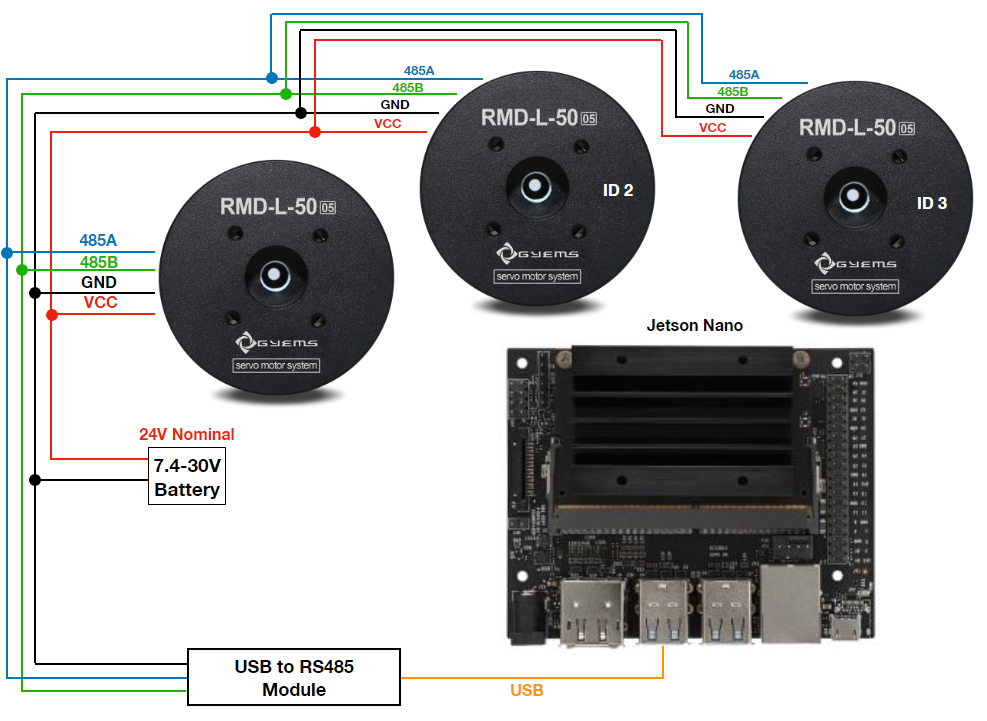 485A
485B
GND
VCC
485A
485B
GND
VCC
RMD-L-50 05
ID 2
GYEMS
servo motor system
RMD-L-50 05
ID 3
GYEMS
servo motor system
485A
485B
GND
VCC
RMD-L-50 05
GYEMS
servo motor system
Jetson Nano
24V Nominal
7.4-30V
Battery
USB to RS485
Module
USB